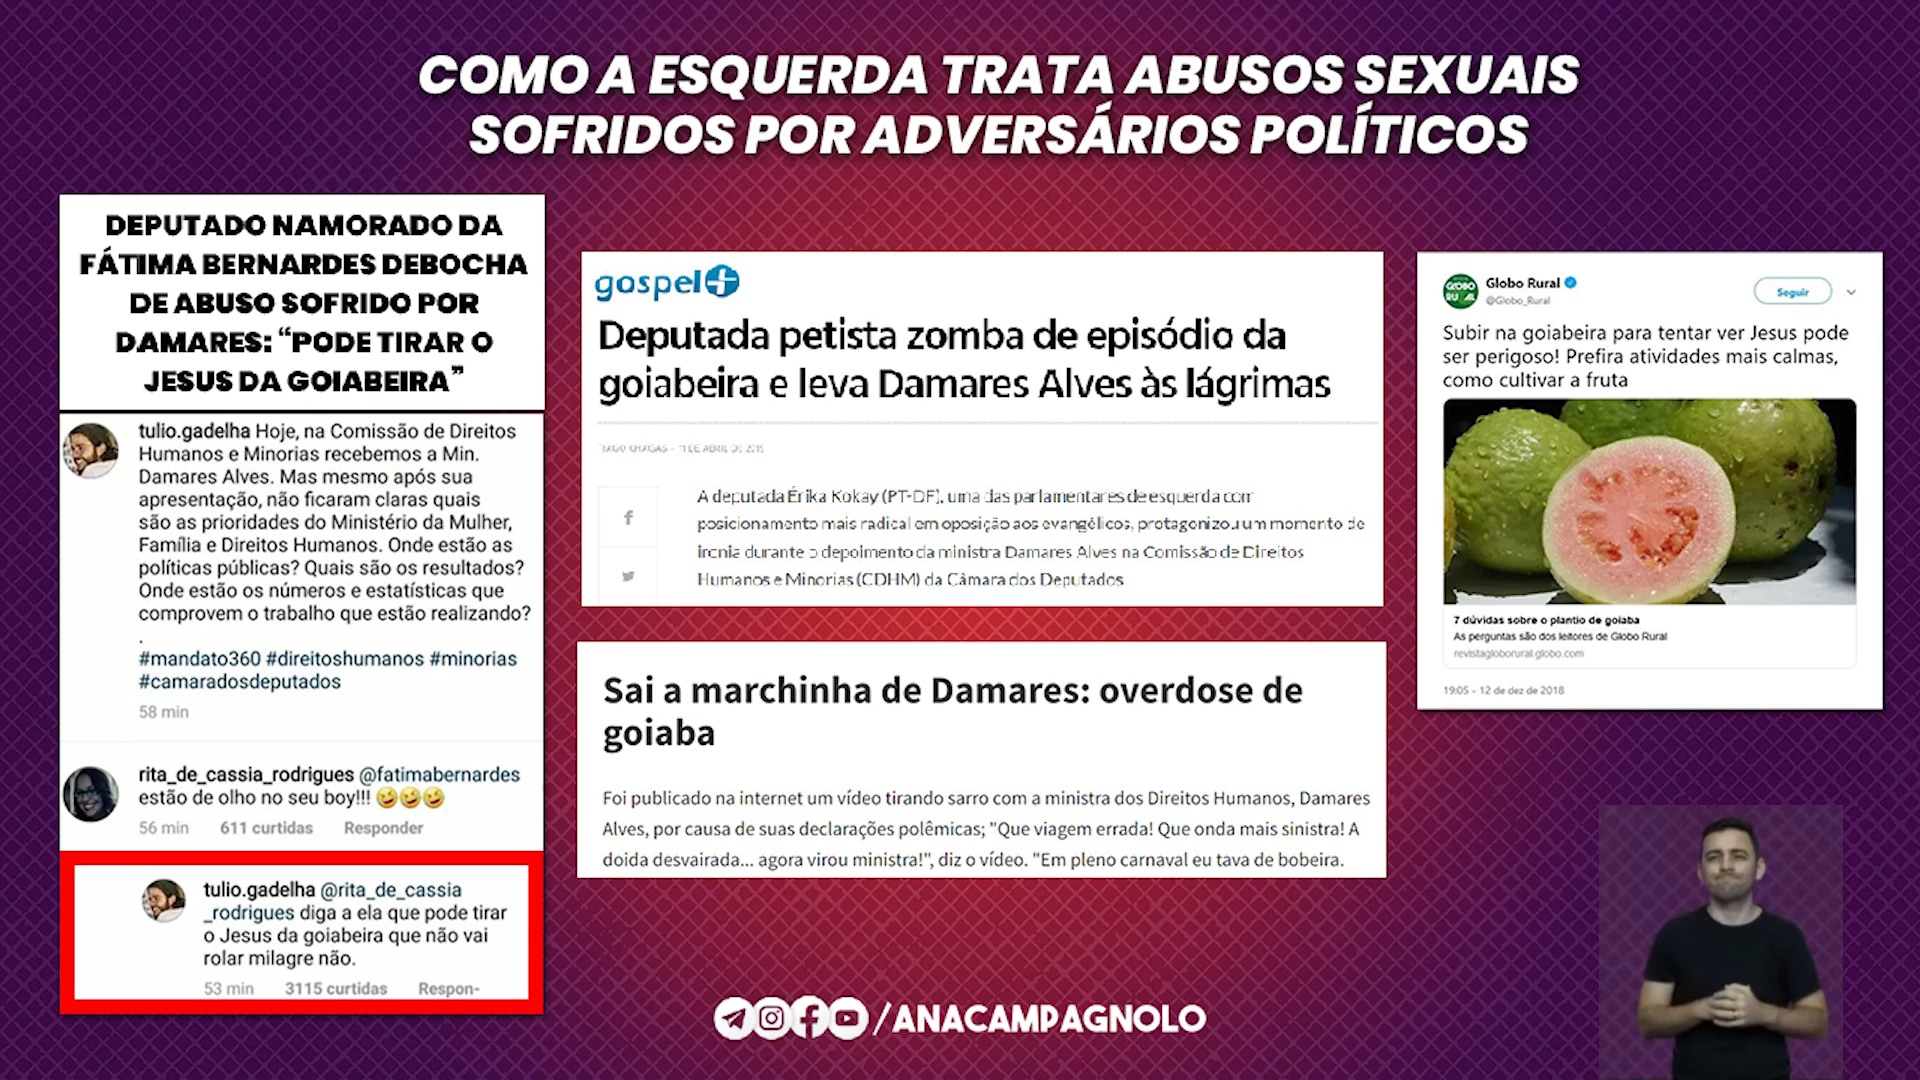 COMO A ESQUERDA TRATA ABUSOS SEXUAIS
SOFRIDOS POR ADVERSÁRIOS POLÍTICOS
DEPUTADO NAMORADO DA
FÁTIMA BERNARDES DEBOCHA
DE ABUSO SOFRIDO POR
DAMARES: “PODE TIRAR O
JESUS DA GOIABEIRA”
tulio.gadelha Hoje, na Comissão de Direitos
Humanos e Minorias recebemos a Min.
Damares Alves. Mas mesmo após sua
apresentação, não ficaram claras quais
são as prioridades do Ministério da Mulher,
Família e Direitos Humanos. Onde estão as
políticas públicas? Quais são os resultados?
Onde estão os números e estatísticas que
comprovem o trabalho que estão realizando?
.
#mandato360 #direitoshumanos #minorias
#camaradosdeputados
58 min
rita_de_cassia_rodrigues @fatimabernardes
estão de olho no seu boy!!! 🤣🤣🤣
56 min 611 curtidas Responder
tulio.gadelha @rita_de_cassia
_rodrigues diga a ela que pode tirar
o Jesus da goiabeira que não vai
rolar milagre não.
53 min 3115 curtidas Respon-
gospel+
Deputada petista zomba de episódio da
goiabeira e leva Damares Alves às lágrimas
TIAGO CHAGAS - 11 DE ABRIL DE 2019
A deputada Érika Kokay (PT-DF), uma das parlamentares de esquerda com
posicionamento mais radical em oposição aos evangélicos, protagonizou um momento de
ironia durante o depoimento da ministra Damares Alves na Comissão de Direitos
Humanos e Minorias (CDHM) da Câmara dos Deputados
Sai a marchinha de Damares: overdose de
goiaba
Foi publicado na internet um vídeo tirando sarro com a ministra dos Direitos Humanos, Damares
Alves, por causa de suas declarações polêmicas; "Que viagem errada! Que onda mais sinistra! A
doida desvairada... agora virou ministra!", diz o vídeo. "Em pleno carnaval eu tava de bobeira.
GLOBO RURAL
Globo Rural
@Globo_Rural
Seguir
Subir na goiabeira para tentar ver Jesus pode
ser perigoso! Prefira atividades mais calmas,
como cultivar a fruta
7 dúvidas sobre o plantio de goiaba
As perguntas são dos leitores de Globo Rural
revistagloborural.globo.com
19:05 - 12 de dez de 2018
/ANACAMPAGNOLO